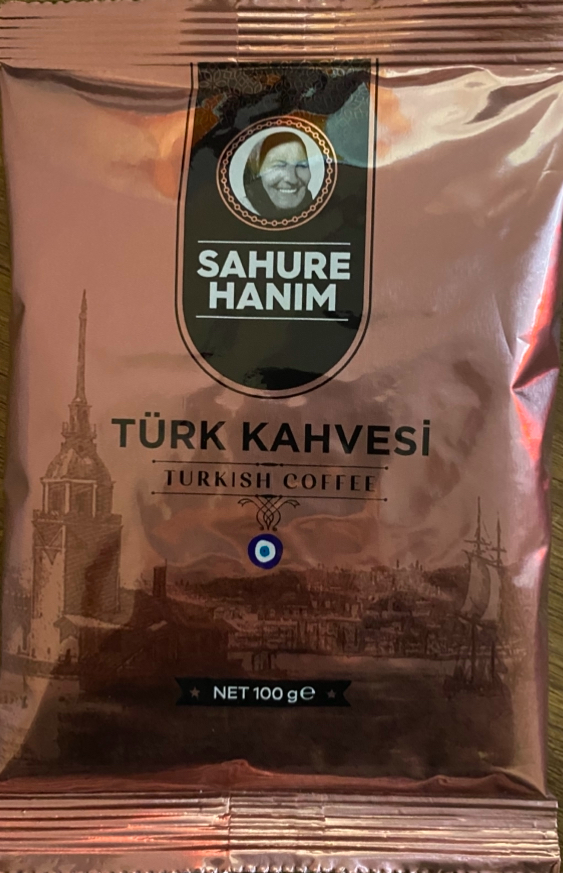 SAHURE
HANIM
TÜRK KAHVESİ
TURKISH COFFEE
NET 100 g℮